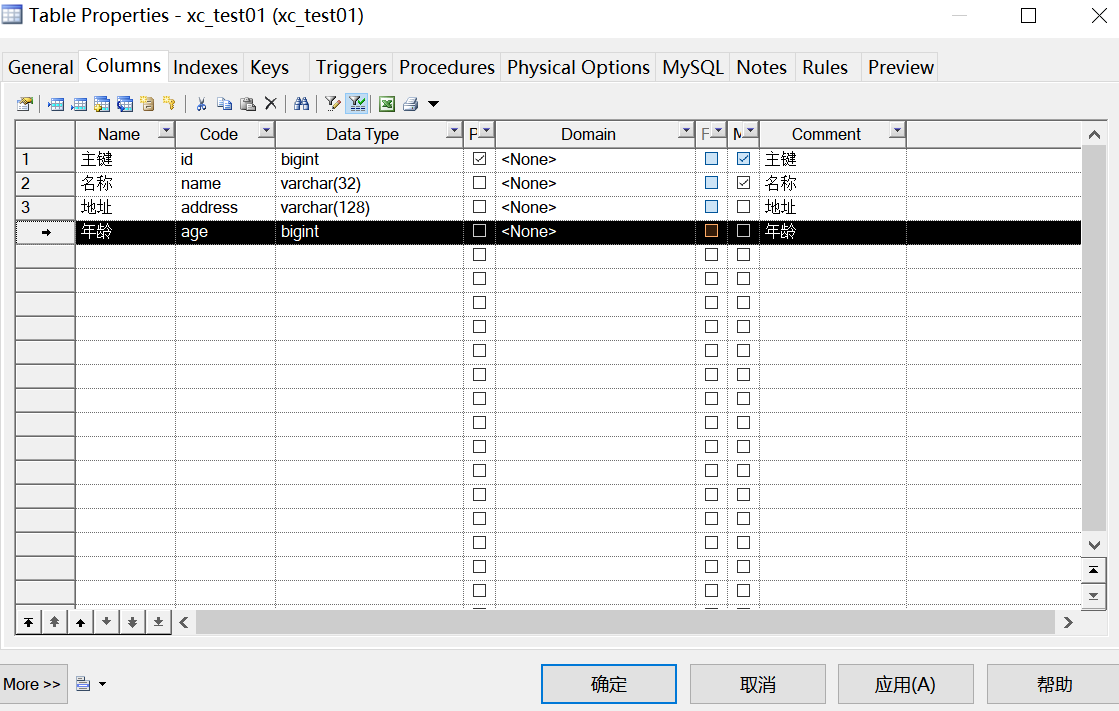 Table Properties - xc_test01 (xc_test01)
General Columns Indexes Keys Triggers Procedures Physical Options MySQL Notes Rules Preview
Name Code Data Type P Domain F M Comment
1 主键 id bigint <None> 主键
2 名称 name varchar(32) <None> 名称
3 地址 address varchar(128) <None> 地址
年龄 age bigint <None> 年龄
More >> 确定 取消 应用(A) 帮助